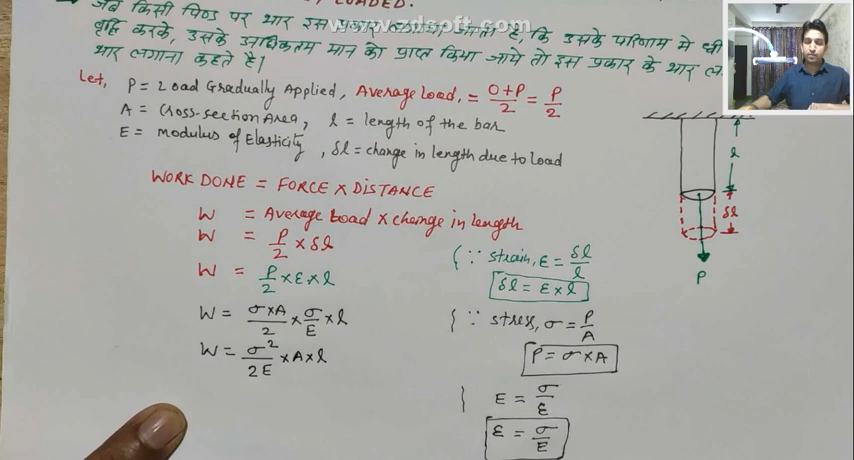 LOADED.
→ जब किसी पिण्ड पर भार इस प्रकार लगाया जाता है, कि उसके परिणाम मे
वृद्धि करके, उसके अधिकतम मान को प्राप्त किया जाये तो इस प्रकार के भार
भार लगाना कहते है।
www.zdsoft.com
Let, P = Load Gradually Applied, Average Load, = 0+P/2 = P/2
A = Cross-section Area, l = length of the bar
E = modulus of Elasticity, δl = change in length due to Load
WORK DONE = FORCE × DISTANCE
W = Average Load × change in length
W = P/2 × δl
(∵ strain, ε = δl/l
W = P/2 × ε × l
δl = ε × l
W = σ×A/2 × σ/E × l
{∵ stress, σ = P/A
W = σ²/2E × A × l
P = σ × A
{ E = σ/ε
ε = σ/E
l
δl
P